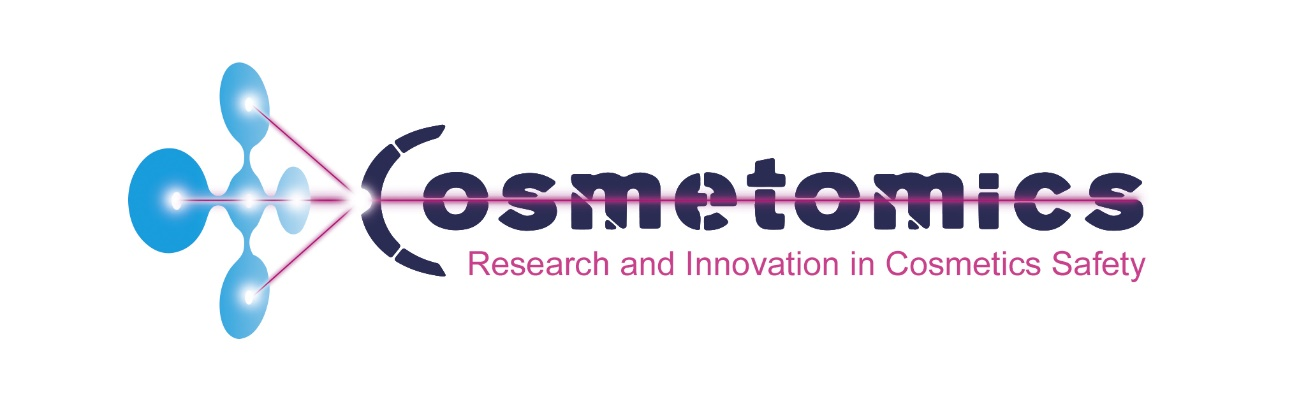 Cosmetomics
Research and Innovation in Cosmetics Safety